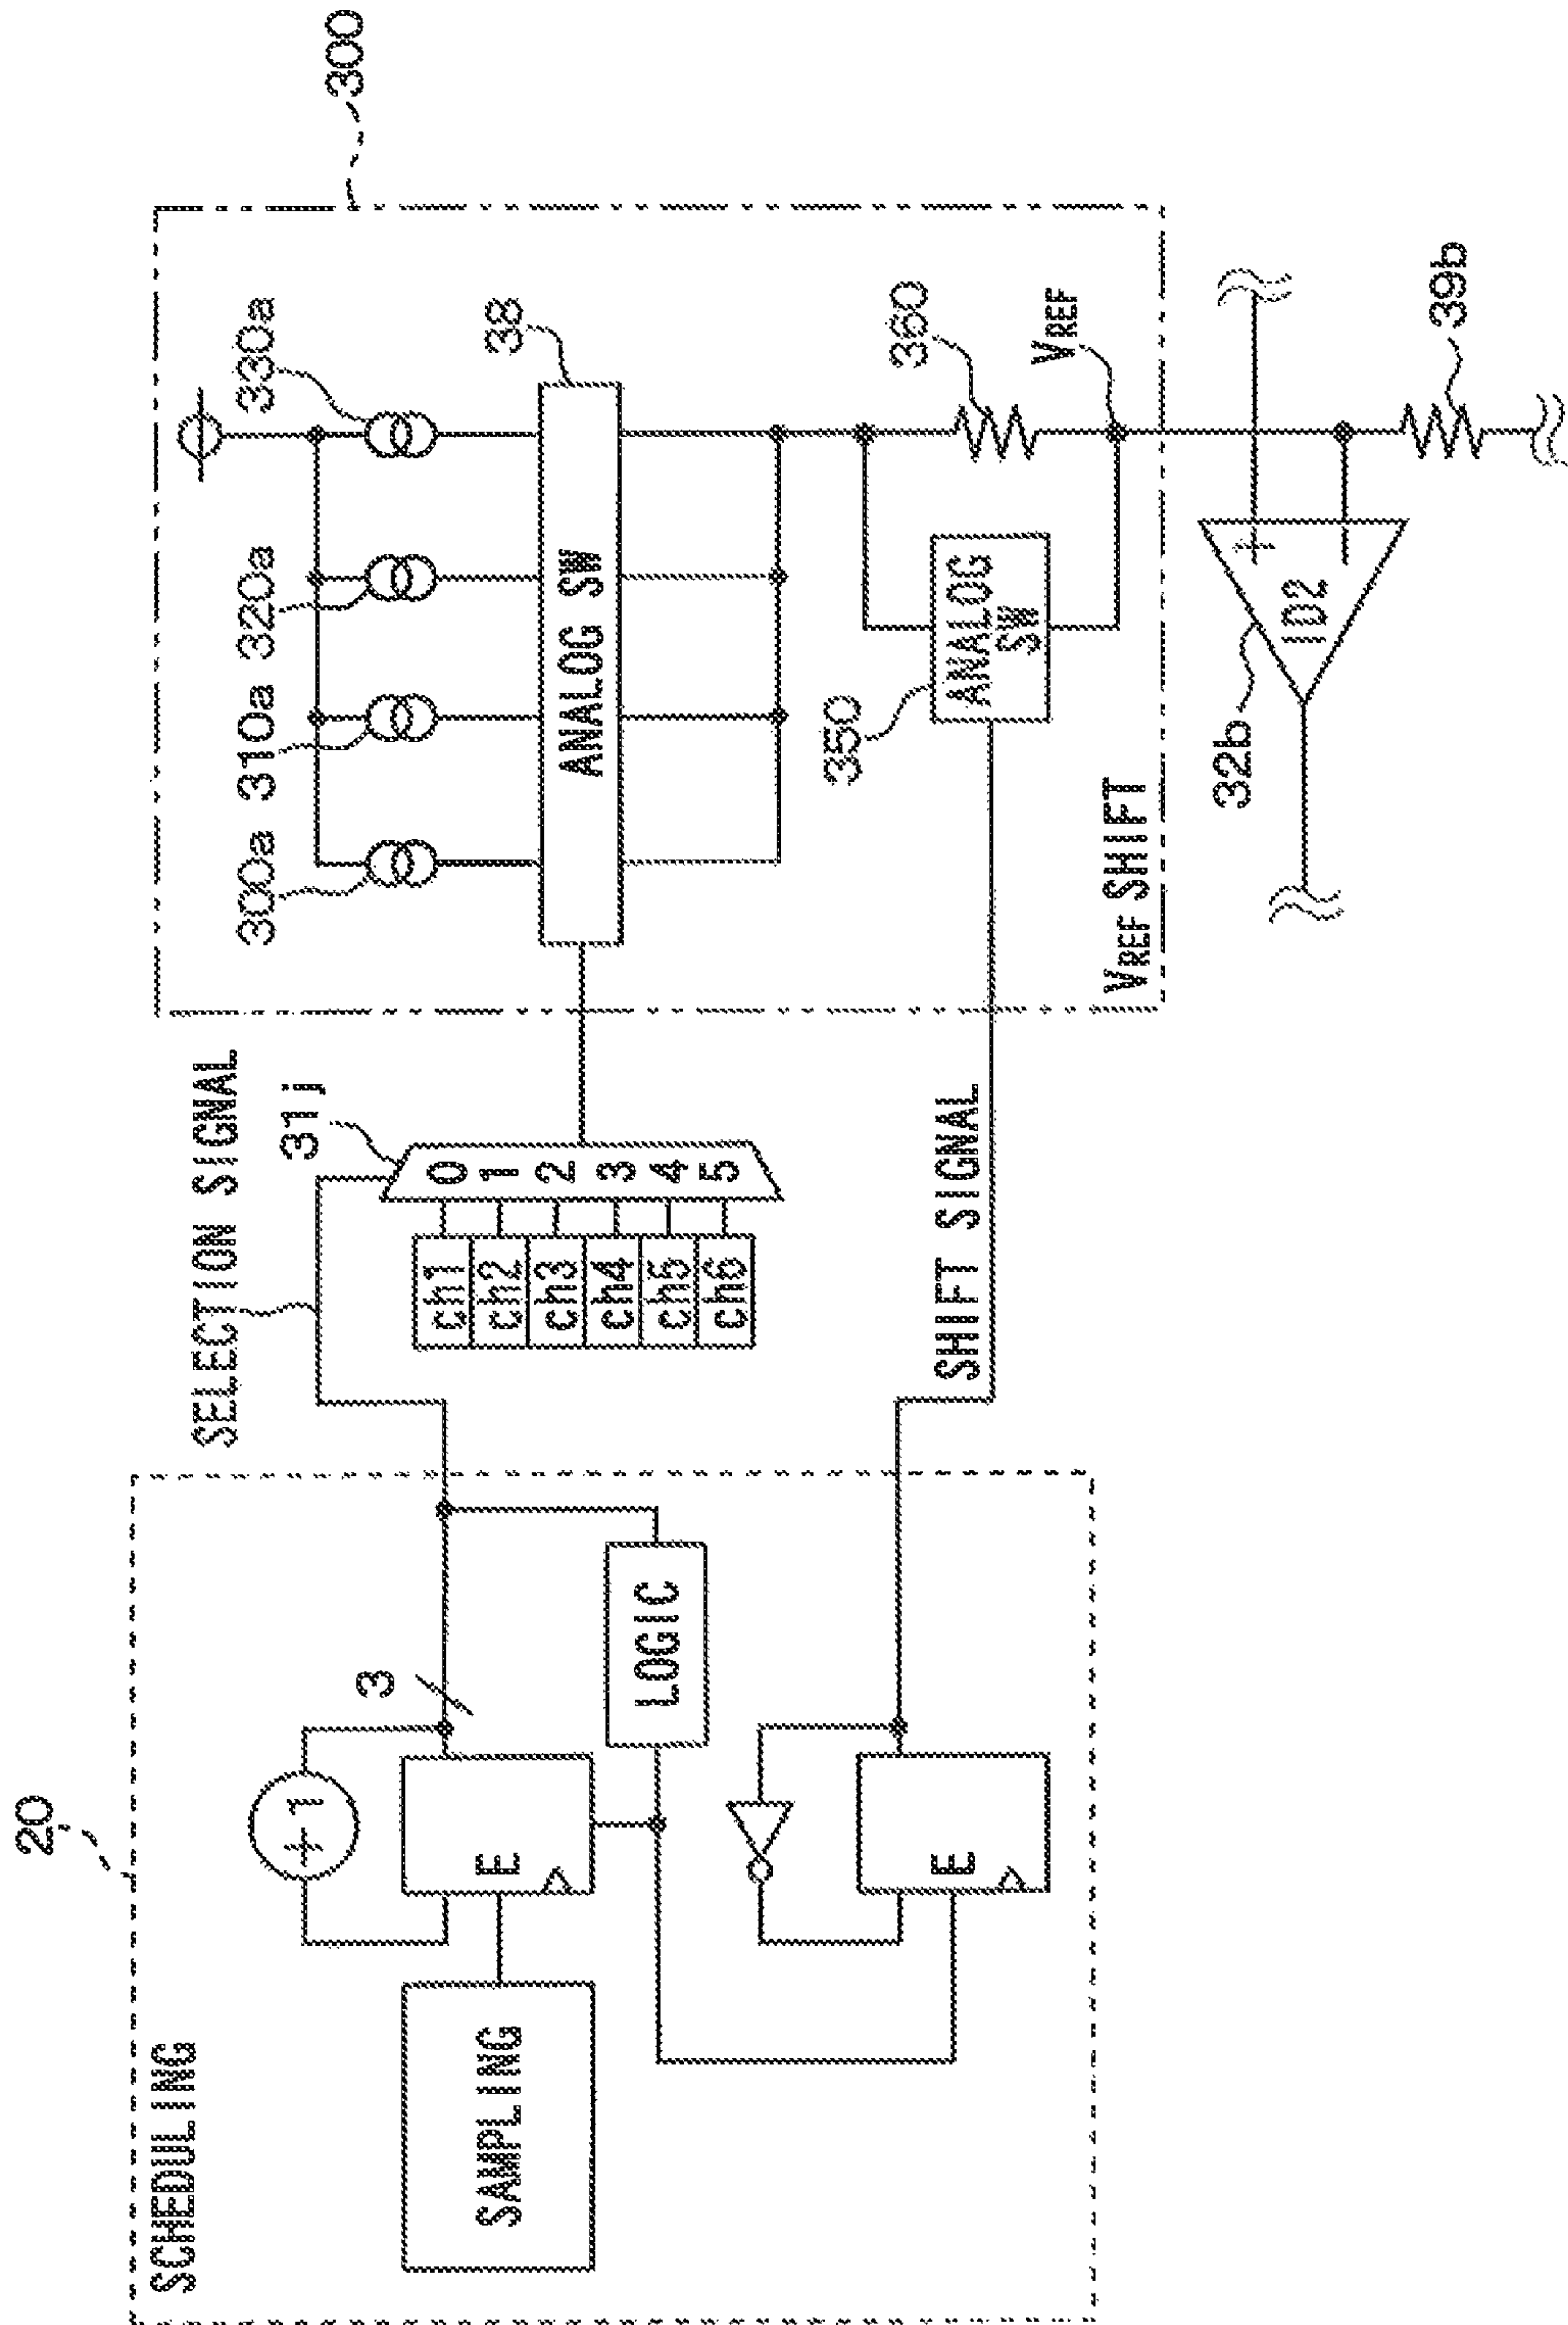 20
SCHEDULING
SAMPLING
E
+1
3
LOGIC
E
SELECTION SIGNAL
31j
ch1
ch2
ch3
ch4
ch5
ch6
0
1
2
3
4
5
SHIFT SIGNAL
300
300a
310a
320a
330a
38
ANALOG SW
350
ANALOG
SW
360
VREF
VREF SHIFT
32b
ID2
+
39b